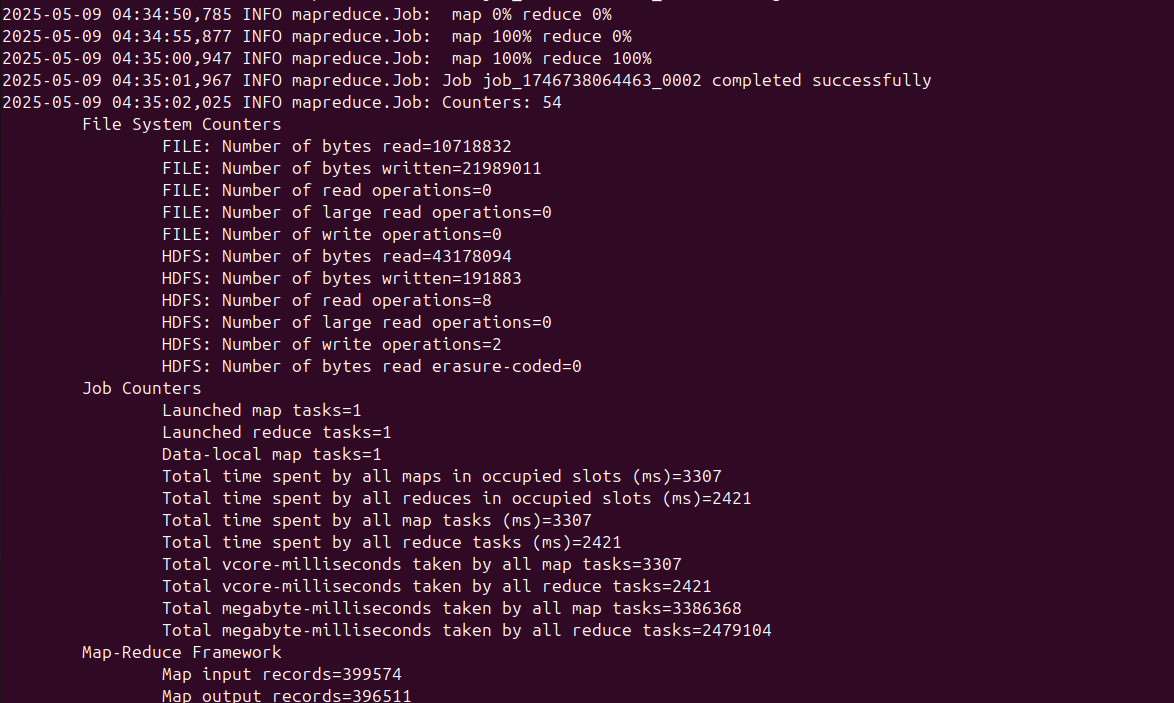 2025-05-09 04:34:50,785 INFO mapreduce.Job:  map 0% reduce 0%
2025-05-09 04:34:55,877 INFO mapreduce.Job:  map 100% reduce 0%
2025-05-09 04:35:00,947 INFO mapreduce.Job:  map 100% reduce 100%
2025-05-09 04:35:01,967 INFO mapreduce.Job: Job job_1746738064463_0002 completed successfully
2025-05-09 04:35:02,025 INFO mapreduce.Job: Counters: 54
File System Counters
FILE: Number of bytes read=10718832
FILE: Number of bytes written=21989011
FILE: Number of read operations=0
FILE: Number of large read operations=0
FILE: Number of write operations=0
HDFS: Number of bytes read=43178094
HDFS: Number of bytes written=191883
HDFS: Number of read operations=8
HDFS: Number of large read operations=0
HDFS: Number of write operations=2
HDFS: Number of bytes read erasure-coded=0
Job Counters
Launched map tasks=1
Launched reduce tasks=1
Data-local map tasks=1
Total time spent by all maps in occupied slots (ms)=3307
Total time spent by all reduces in occupied slots (ms)=2421
Total time spent by all map tasks (ms)=3307
Total time spent by all reduce tasks (ms)=2421
Total vcore-milliseconds taken by all map tasks=3307
Total vcore-milliseconds taken by all reduce tasks=2421
Total megabyte-milliseconds taken by all map tasks=3386368
Total megabyte-milliseconds taken by all reduce tasks=2479104
Map-Reduce Framework
Map input records=399574
Map output records=396511